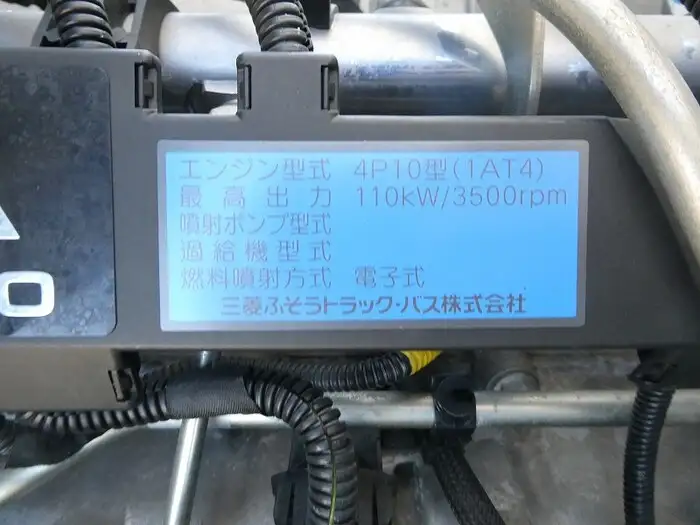 エンジン型式 4P10型(1AT4)
最高出力 110kW/3500rpm
噴射ポンプ型式
過給機型式
燃料噴射方式 電子式
三菱ふそうトラック・バス株式会社